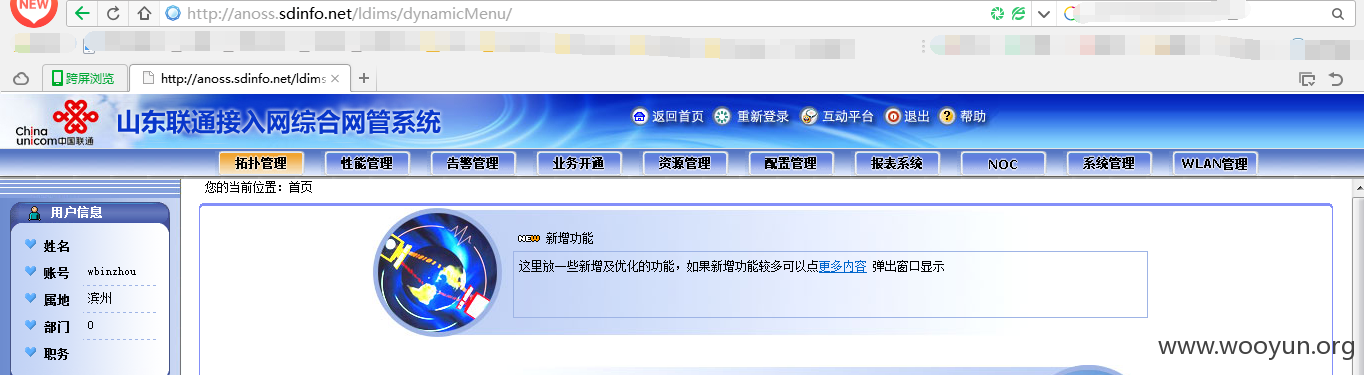 NEW
http://anoss.sdinfo.net/ldims/dynamicMenu/
跨屏浏览
http://anoss.sdinfo.net/ldims
China unicom中国联通
山东联通接入网综合网管系统
返回首页 重新登录 互动平台 退出 帮助
拓扑管理 性能管理 告警管理 业务开通 资源管理 配置管理 报表系统 NOC 系统管理 WLAN管理
您的当前位置：首页
用户信息
姓名
账号 wbinzhou
属地 滨州
部门 0
职务
NEW 新增功能
这里放一些新增及优化的功能，如果新增功能较多可以点更多内容 弹出窗口显示
www.wooyun.org